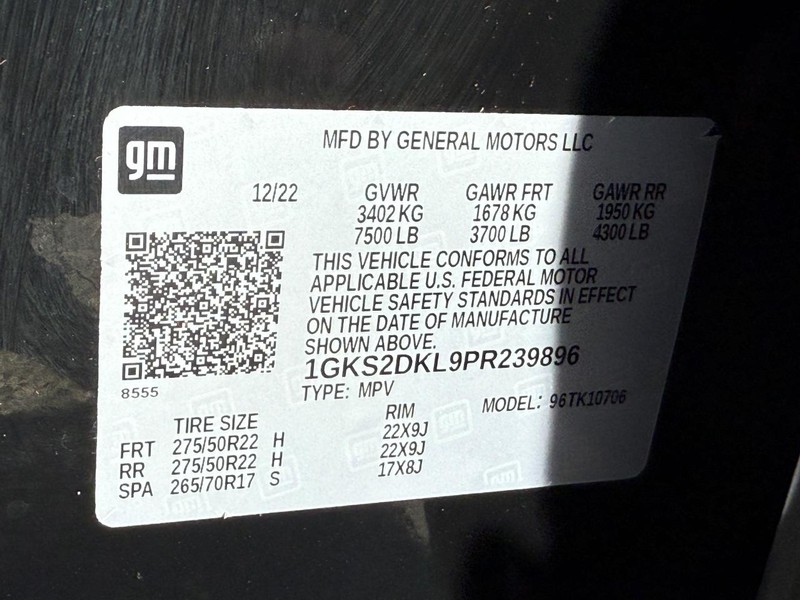 gm
MFD BY GENERAL MOTORS LLC
12/22 GVWR GAWR FRT GAWR RR
3402 KG 1678 KG 1950 KG
7500 LB 3700 LB 4300 LB
THIS VEHICLE CONFORMS TO ALL
APPLICABLE U.S. FEDERAL MOTOR
VEHICLE SAFETY STANDARDS IN EFFECT
ON THE DATE OF MANUFACTURE
SHOWN ABOVE.
1GKS2DKL9PR239896
8555
TYPE: MPV MODEL: 96TK10706
TIRE SIZE RIM
FRT 275/50R22 H 22X9J
RR 275/50R22 H 22X9J
SPA 265/70R17 S 17X8J